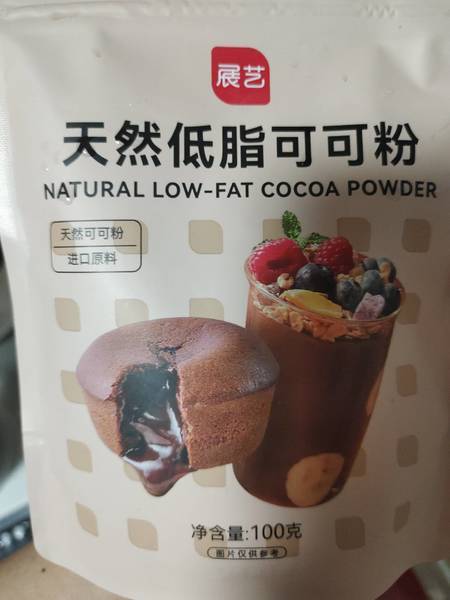 展艺
天然低脂可可粉
NATURAL LOW-FAT COCOA POWDER
天然可可粉
进口原料
净含量:100克
图片仅供参考